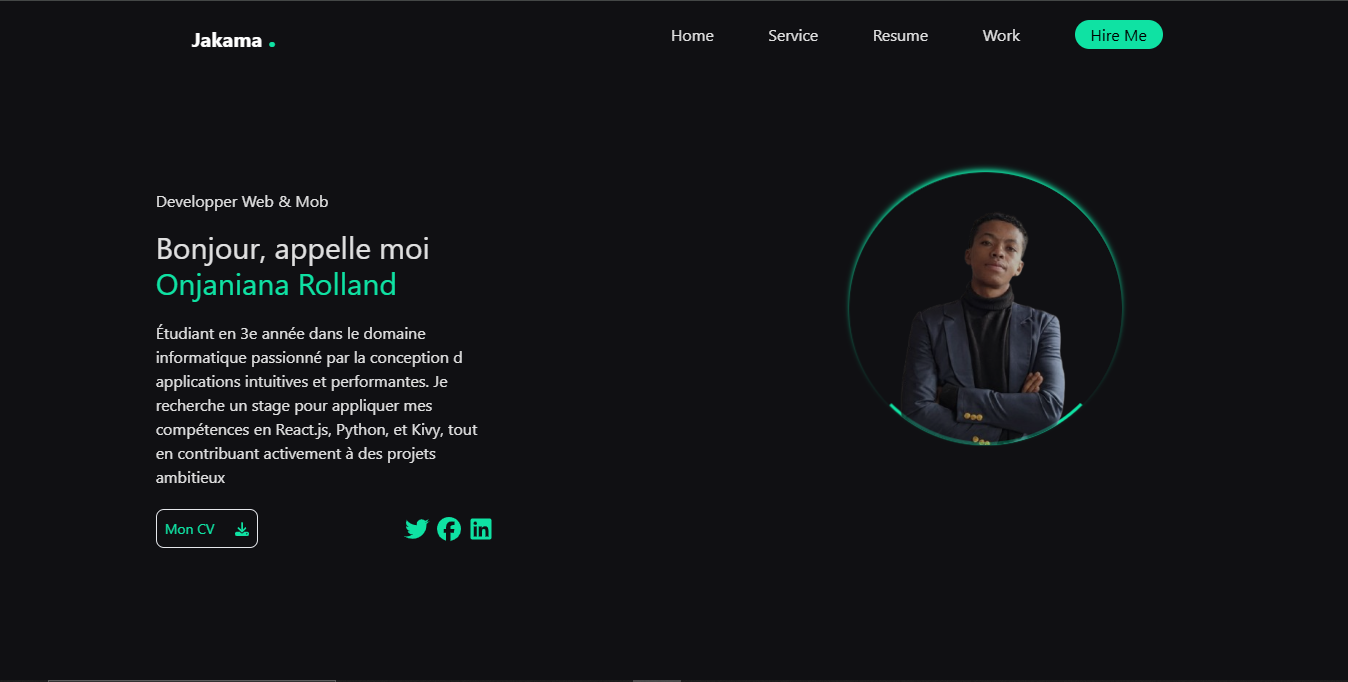 Jakama .
Home Service Resume Work Hire Me
Developper Web & Mob
Bonjour, appelle moi
Onjaniana Rolland
Étudiant en 3e année dans le domaine
informatique passionné par la conception d
applications intuitives et performantes. Je
recherche un stage pour appliquer mes
compétences en React.js, Python, et Kivy, tout
en contribuant activement à des projets
ambitieux
Mon CV